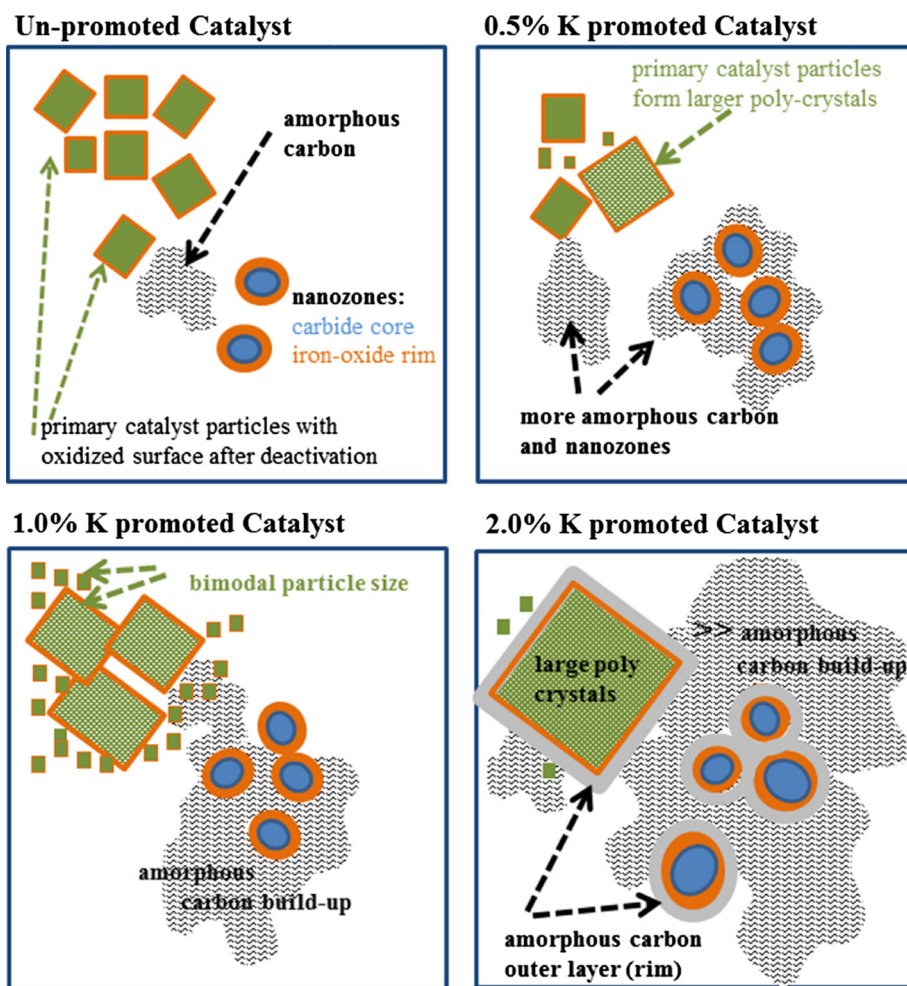 Un-promoted Catalyst
amorphous
carbon
nanozones:
carbide core
iron-oxide rim
primary catalyst particles with
oxidized surface after deactivation
0.5% K promoted Catalyst
primary catalyst particles
form larger poly-crystals
more amorphous carbon
and nanozones
1.0% K promoted Catalyst
bimodal particle size
amorphous
carbon build-up
2.0% K promoted Catalyst
>> amorphous
carbon build-up
large poly
crystals
amorphous carbon
outer layer (rim)